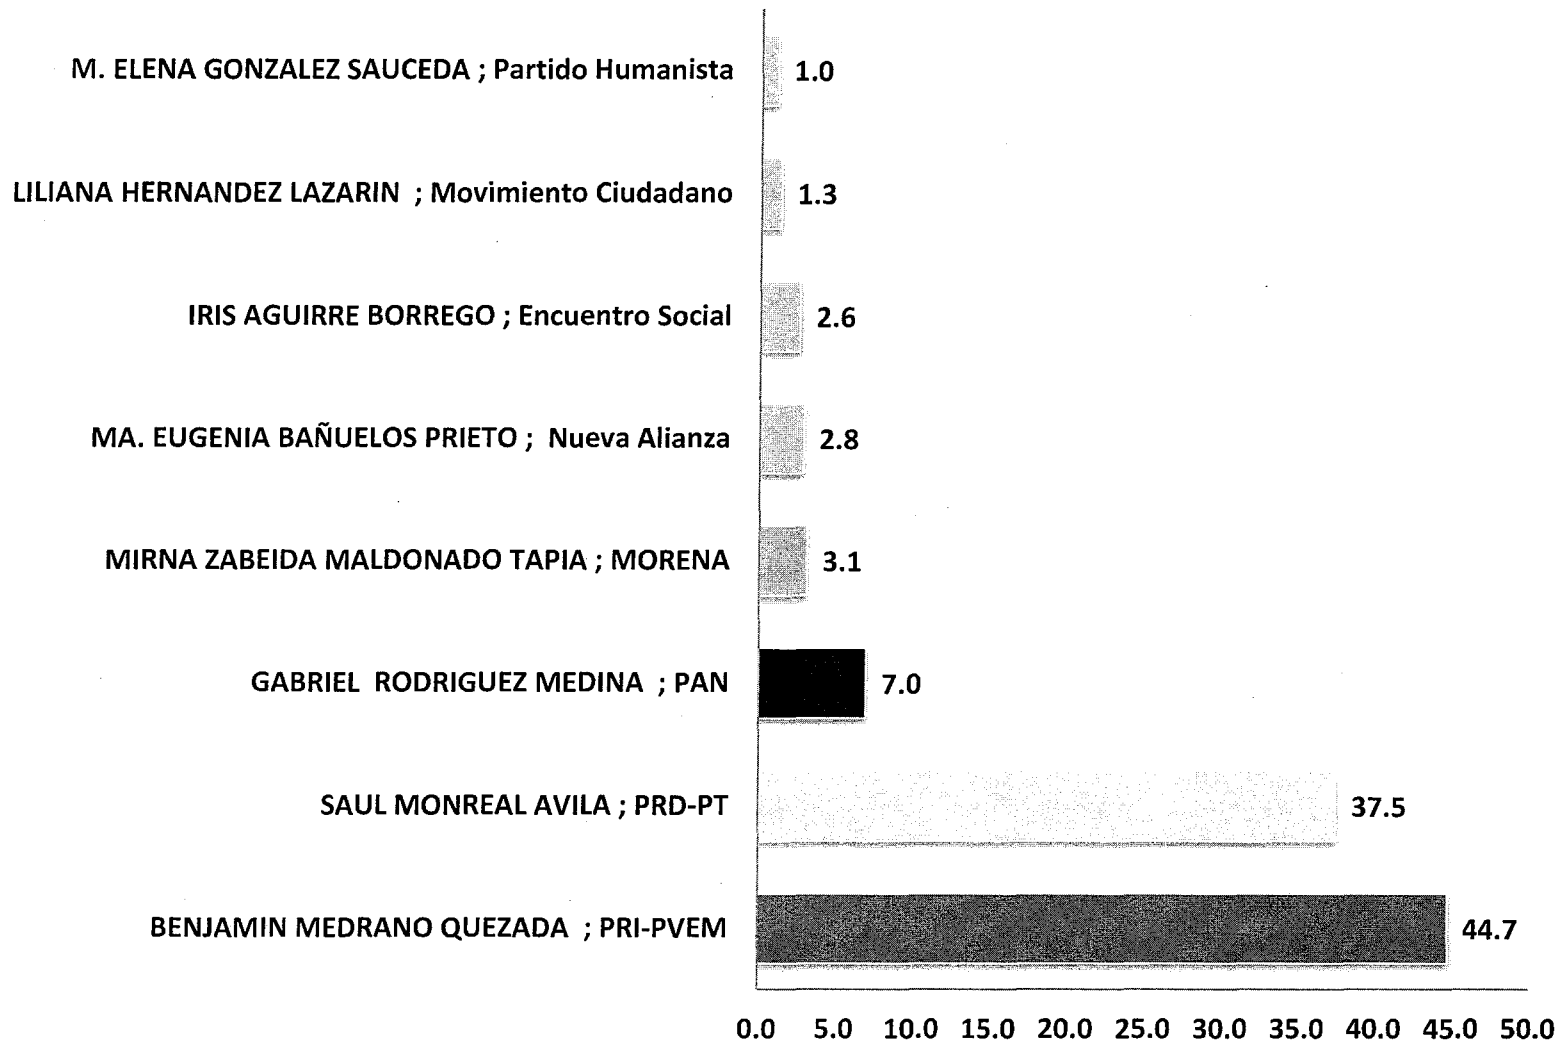 M. ELENA GONZALEZ SAUCEDA ; Partido Humanista 1.0
LILIANA HERNANDEZ LAZARIN ; Movimiento Ciudadano 1.3
IRIS AGUIRRE BORREGO ; Encuentro Social 2.6
MA. EUGENIA BAÑUELOS PRIETO ; Nueva Alianza 2.8
MIRNA ZABEIDA MALDONADO TAPIA ; MORENA 3.1
GABRIEL RODRIGUEZ MEDINA ; PAN 7.0
SAUL MONREAL AVILA ; PRD-PT 37.5
BENJAMIN MEDRANO QUEZADA ; PRI-PVEM 44.7
0.0 5.0 10.0 15.0 20.0 25.0 30.0 35.0 40.0 45.0 50.0